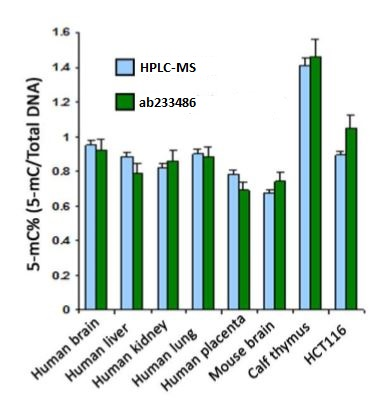 1.6
1.4
1.2
1
0.8
0.6
0.4
0.2
0
5-mC% (5-mC/Total DNA)
HPLC-MS
ab233486
Human brain
Human liver
Human kidney
Human lung
Human placenta
Mouse brain
Calf thymus
HCT116